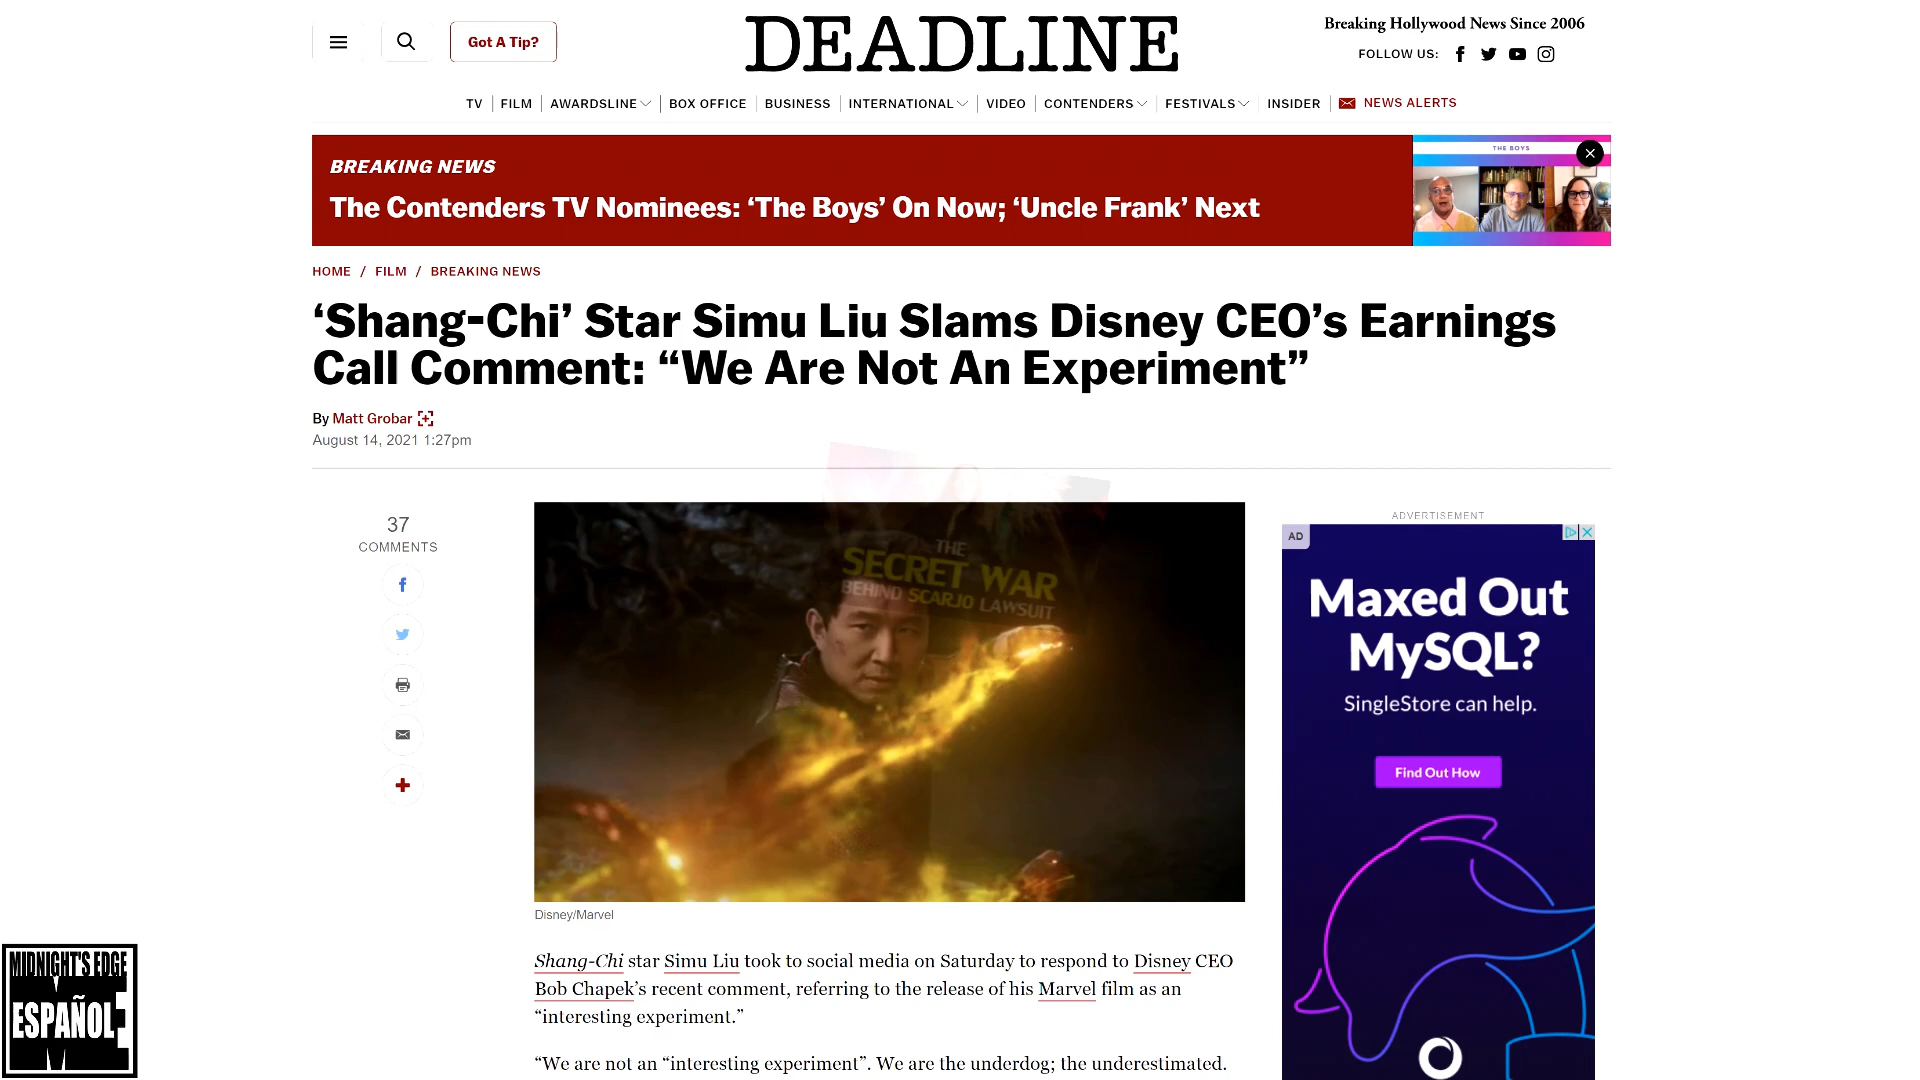 Got A Tip?
DEADLINE
Breaking Hollywood News Since 2006
FOLLOW US:
TV
FILM
AWARDSLINE
BOX OFFICE
BUSINESS
INTERNATIONAL
VIDEO
CONTENDERS
FESTIVALS
INSIDER
NEWS ALERTS
BREAKING NEWS
The Contenders TV Nominees: ‘The Boys’ On Now; ‘Uncle Frank’ Next
THE BOYS
HOME / FILM / BREAKING NEWS
‘Shang-Chi’ Star Simu Liu Slams Disney CEO’s Earnings
Call Comment: “We Are Not An Experiment”
By Matt Grobar
August 14, 2021 1:27pm
37
COMMENTS
THE
SECRET WAR
BEHIND SCARJO LAWSUIT
Disney/Marvel
Shang-Chi star Simu Liu took to social media on Saturday to respond to Disney CEO
Bob Chapek’s recent comment, referring to the release of his Marvel film as an
“interesting experiment.”
“We are not an “interesting experiment”. We are the underdog; the underestimated.
ADVERTISEMENT
AD
Maxed Out
MySQL?
SingleStore can help.
Find Out How
MIDNIGHT'S EDGE
ESPAÑOL